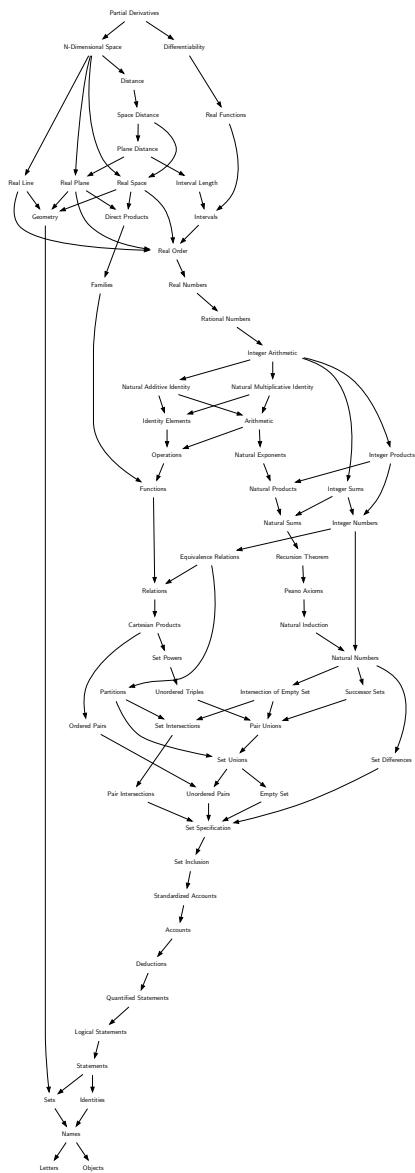 Partial Derivatives
N-Dimensional Space
Differentiability
Distance
Space Distance
Real Functions
Plane Distance
Real Line
Real Plane
Real Space
Interval Length
Geometry
Direct Products
Intervals
Real Order
Families
Real Numbers
Rational Numbers
Integer Arithmetic
Natural Additive Identity
Natural Multiplicative Identity
Identity Elements
Arithmetic
Operations
Natural Exponents
Integer Products
Functions
Natural Products
Integer Sums
Natural Sums
Integer Numbers
Equivalence Relations
Recursion Theorem
Relations
Peano Axioms
Cartesian Products
Natural Induction
Set Powers
Natural Numbers
Partitions
Unordered Triples
Intersection of Empty Set
Successor Sets
Ordered Pairs
Set Intersections
Pair Unions
Set Unions
Set Differences
Pair Intersections
Unordered Pairs
Empty Set
Set Specification
Set Inclusion
Standardized Accounts
Accounts
Deductions
Quantified Statements
Logical Statements
Statements
Sets
Identities
Names
Letters
Objects